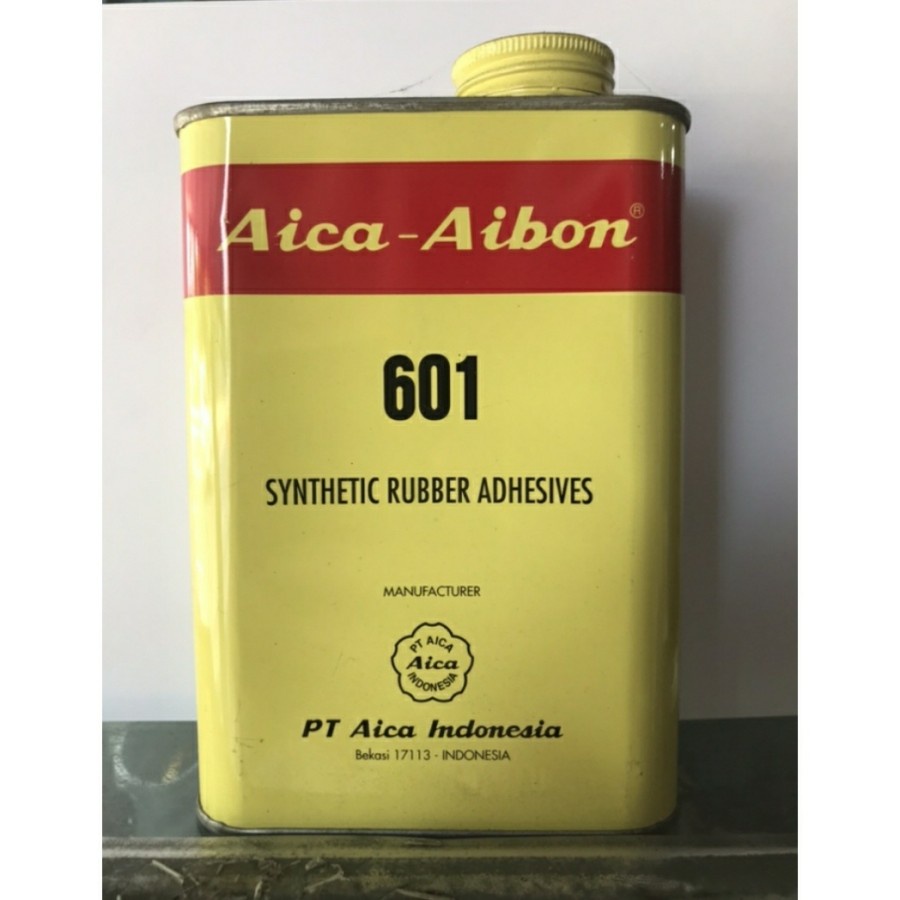 Aica-Aibon®
601
SYNTHETIC RUBBER ADHESIVES
MANUFACTURER
PT AICA
Aica
INDONESIA
PT Aica Indonesia
Bekasi 17113 - INDONESIA